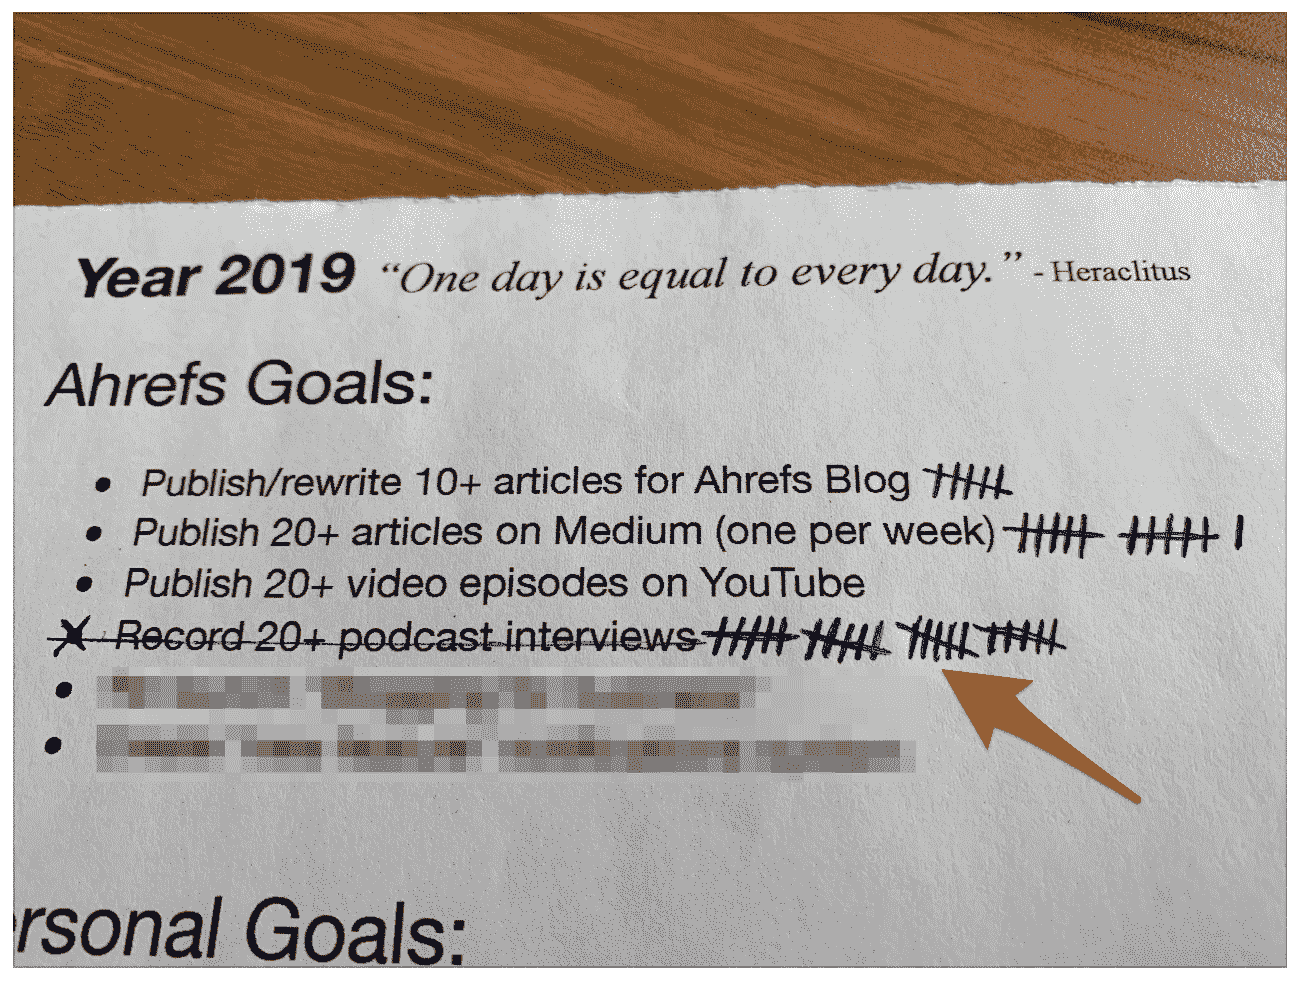 Year 2019 “One day is equal to every day.” - Heraclitus
Ahrefs Goals:
• Publish/rewrite 10+ articles for Ahrefs Blog
• Publish 20+ articles on Medium (one per week)
• Publish 20+ video episodes on YouTube
Record 20+ podcast interviews
rsonal Goals: